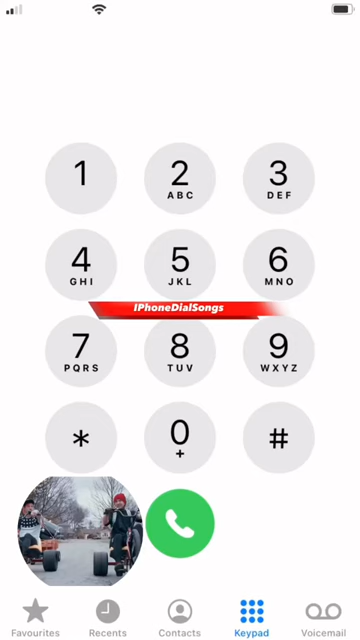 1
2
ABC
3
DEF
4
GHI
5
JKL
6
MNO
IPhoneDialSongs
7
PQRS
8
TUV
9
WXYZ
*
0
+
#
Favourites
Recents
Contacts
Keypad
Voicemail